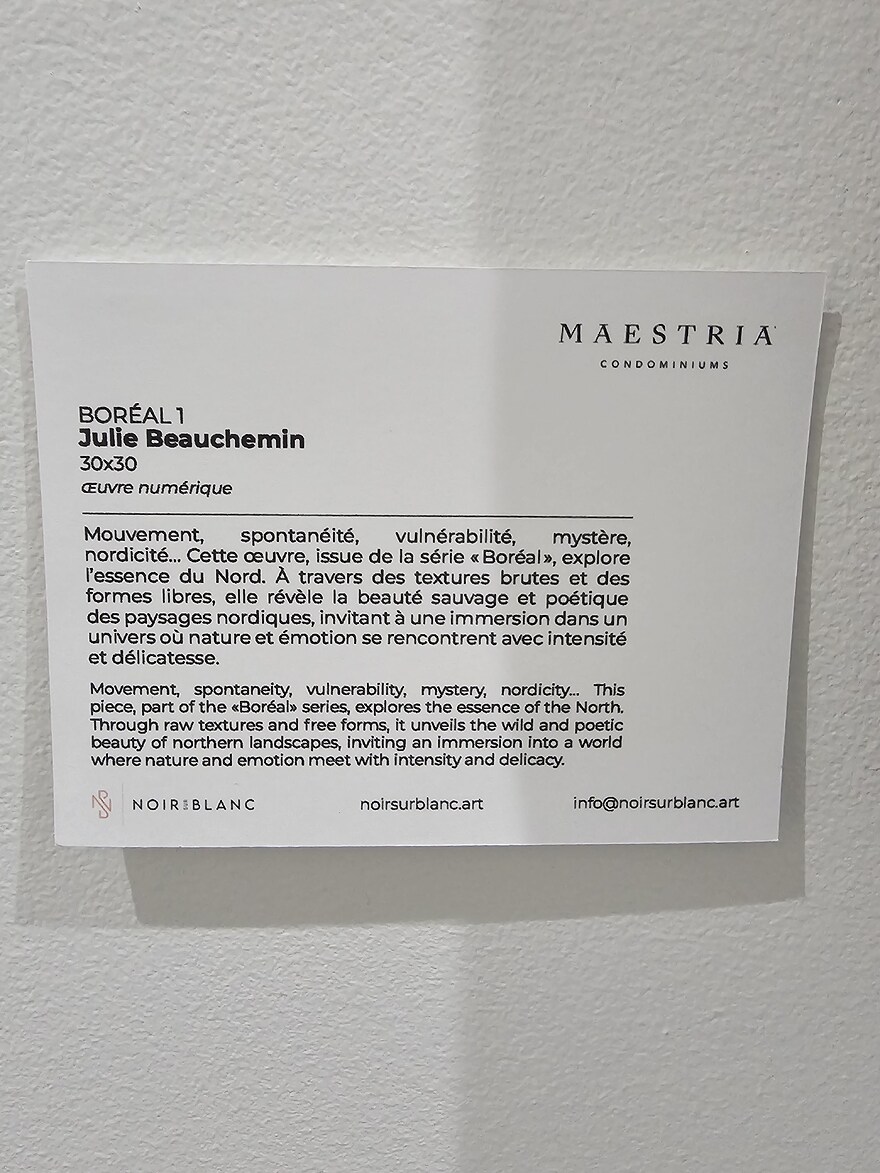 MAESTRIA
CONDOMINIUMS
BORÉAL 1
Julie Beauchemin
30x30
œuvre numérique
Mouvement, spontanéité, vulnérabilité, mystère,
nordicité... Cette œuvre, issue de la série «Boréal», explore
l'essence du Nord. À travers des textures brutes et des
formes libres, elle révèle la beauté sauvage et poétique
des paysages nordiques, invitant à une immersion dans un
univers où nature et émotion se rencontrent avec intensité
et délicatesse.
Movement, spontaneity, vulnerability, mystery, nordicity... This
piece, part of the «Boréal» series, explores the essence of the North.
Through raw textures and free forms, it unveils the wild and poetic
beauty of northern landscapes, inviting an immersion into a world
where nature and emotion meet with intensity and delicacy.
NOIR SUR BLANC noirsurblanc.art info@noirsurblanc.art